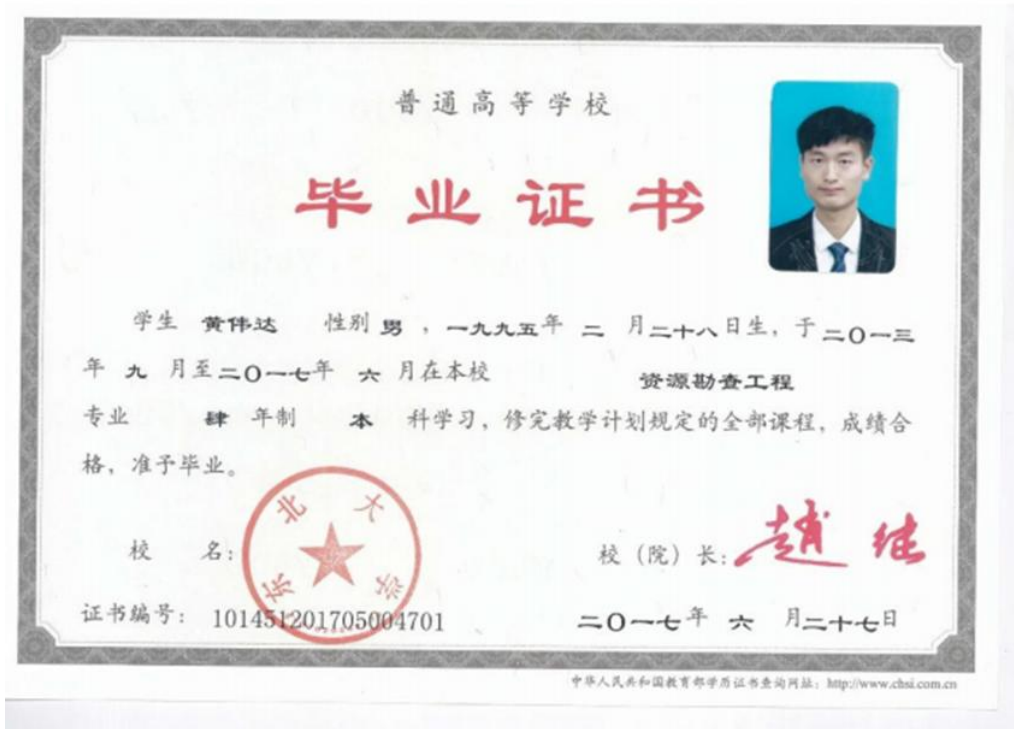 普通高等学校
毕业证书
学生 黄伟达 性别 男 ，一九九五年 二 月二十八日生，于二〇一三
年 九 月至二〇一七年 六 月在本校 资源勘查工程
专业 肆 年制 本 科学习，修完教学计划规定的全部课程，成绩合
格，准予毕业。
东北大学
校 名： 校（院）长：赵继
证书编号： 101451201705004701 二〇一七年 六 月二十七日
中华人民共和国教育部学历证书查询网址：http://www.chsi.com.cn